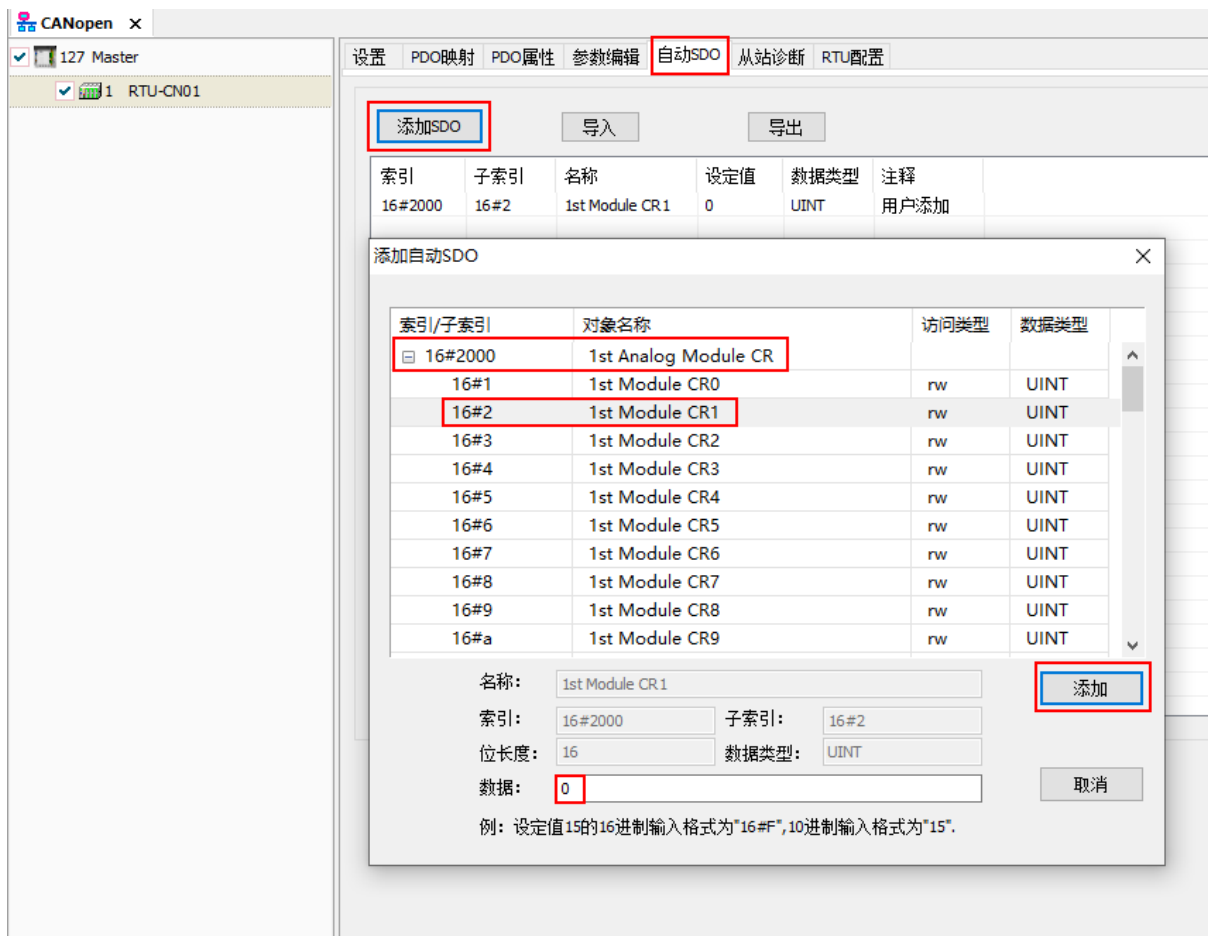 CANopen ×
127 Master
1 RTU-CN01
设置 PDO映射 PDO属性 参数编辑 自动SDO 从站诊断 RTU配置
添加SDO 导入 导出
索引 子索引 名称 设定值 数据类型 注释
16#2000 16#2 1st Module CR1 0 UINT 用户添加
添加自动SDO
索引/子索引 对象名称 访问类型 数据类型
16#2000 1st Analog Module CR
16#1 1st Module CR0 rw UINT
16#2 1st Module CR1 rw UINT
16#3 1st Module CR2 rw UINT
16#4 1st Module CR3 rw UINT
16#5 1st Module CR4 rw UINT
16#6 1st Module CR5 rw UINT
16#7 1st Module CR6 rw UINT
16#8 1st Module CR7 rw UINT
16#9 1st Module CR8 rw UINT
16#a 1st Module CR9 rw UINT
名称: 1st Module CR1 添加
索引: 16#2000 子索引: 16#2
位长度: 16 数据类型: UINT
数据: 0 取消
例: 设定值15的16进制输入格式为"16#F",10进制输入格式为"15".